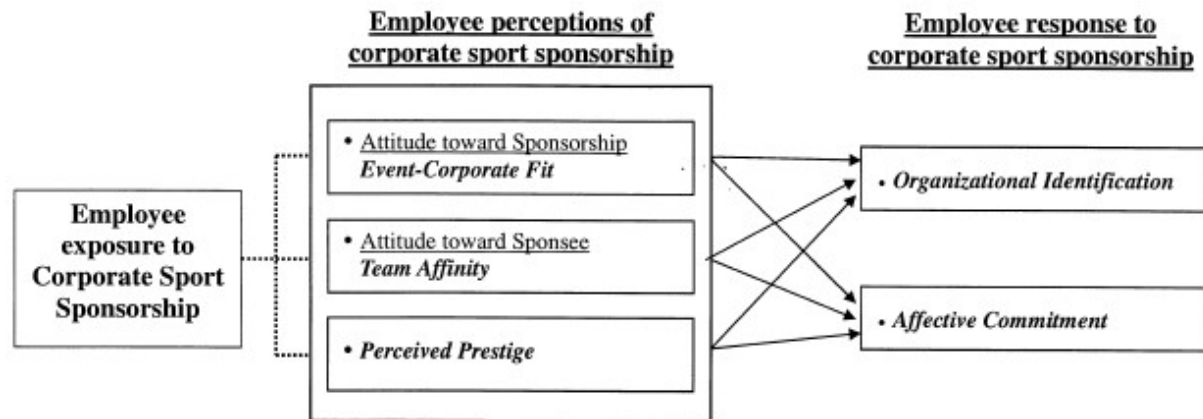 Employee perceptions of
corporate sport sponsorship
Employee response to
corporate sport sponsorship
Employee
exposure to
Corporate Sport
Sponsorship
• Attitude toward Sponsorship
Event-Corporate Fit
• Attitude toward Sponsee
Team Affinity
• Perceived Prestige
• Organizational Identification
• Affective Commitment